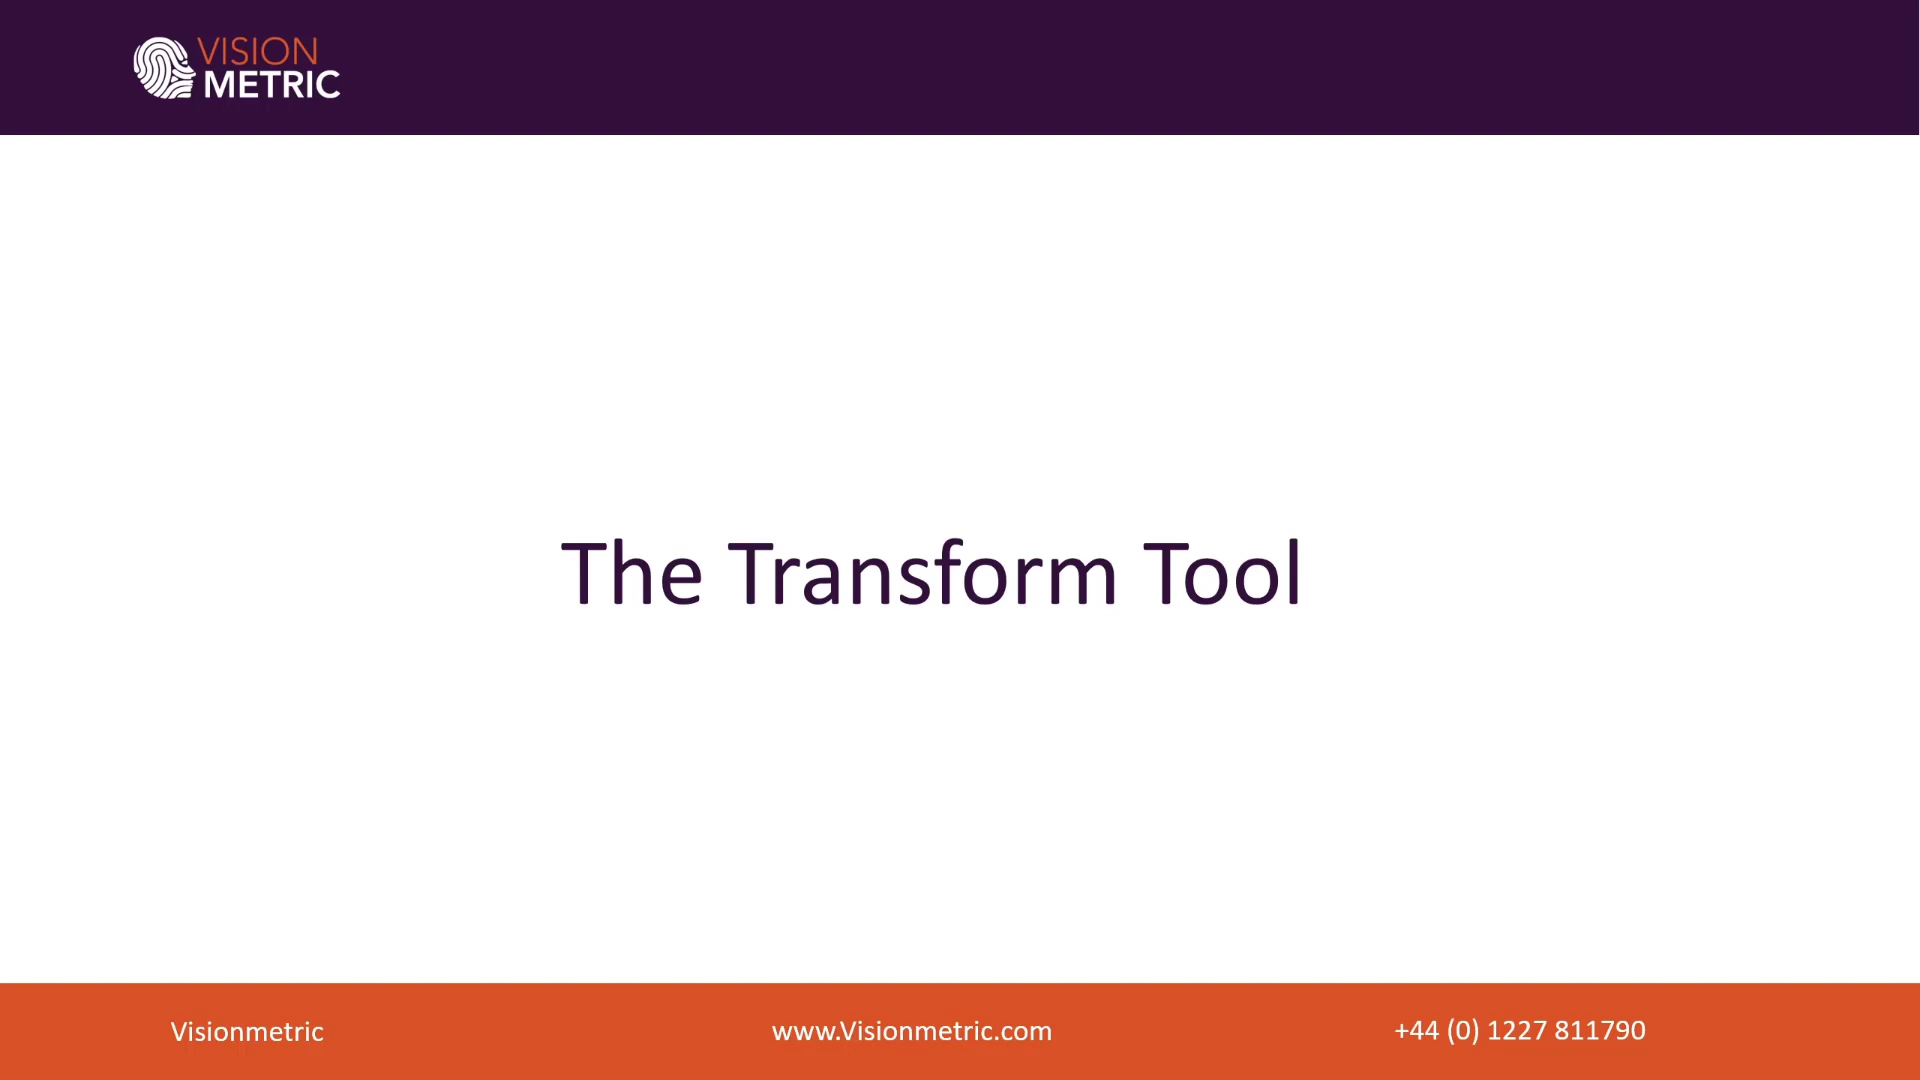 VISION
METRIC
The Transform Tool
Visionmetric
www.Visionmetric.com
+44 (0) 1227 811790